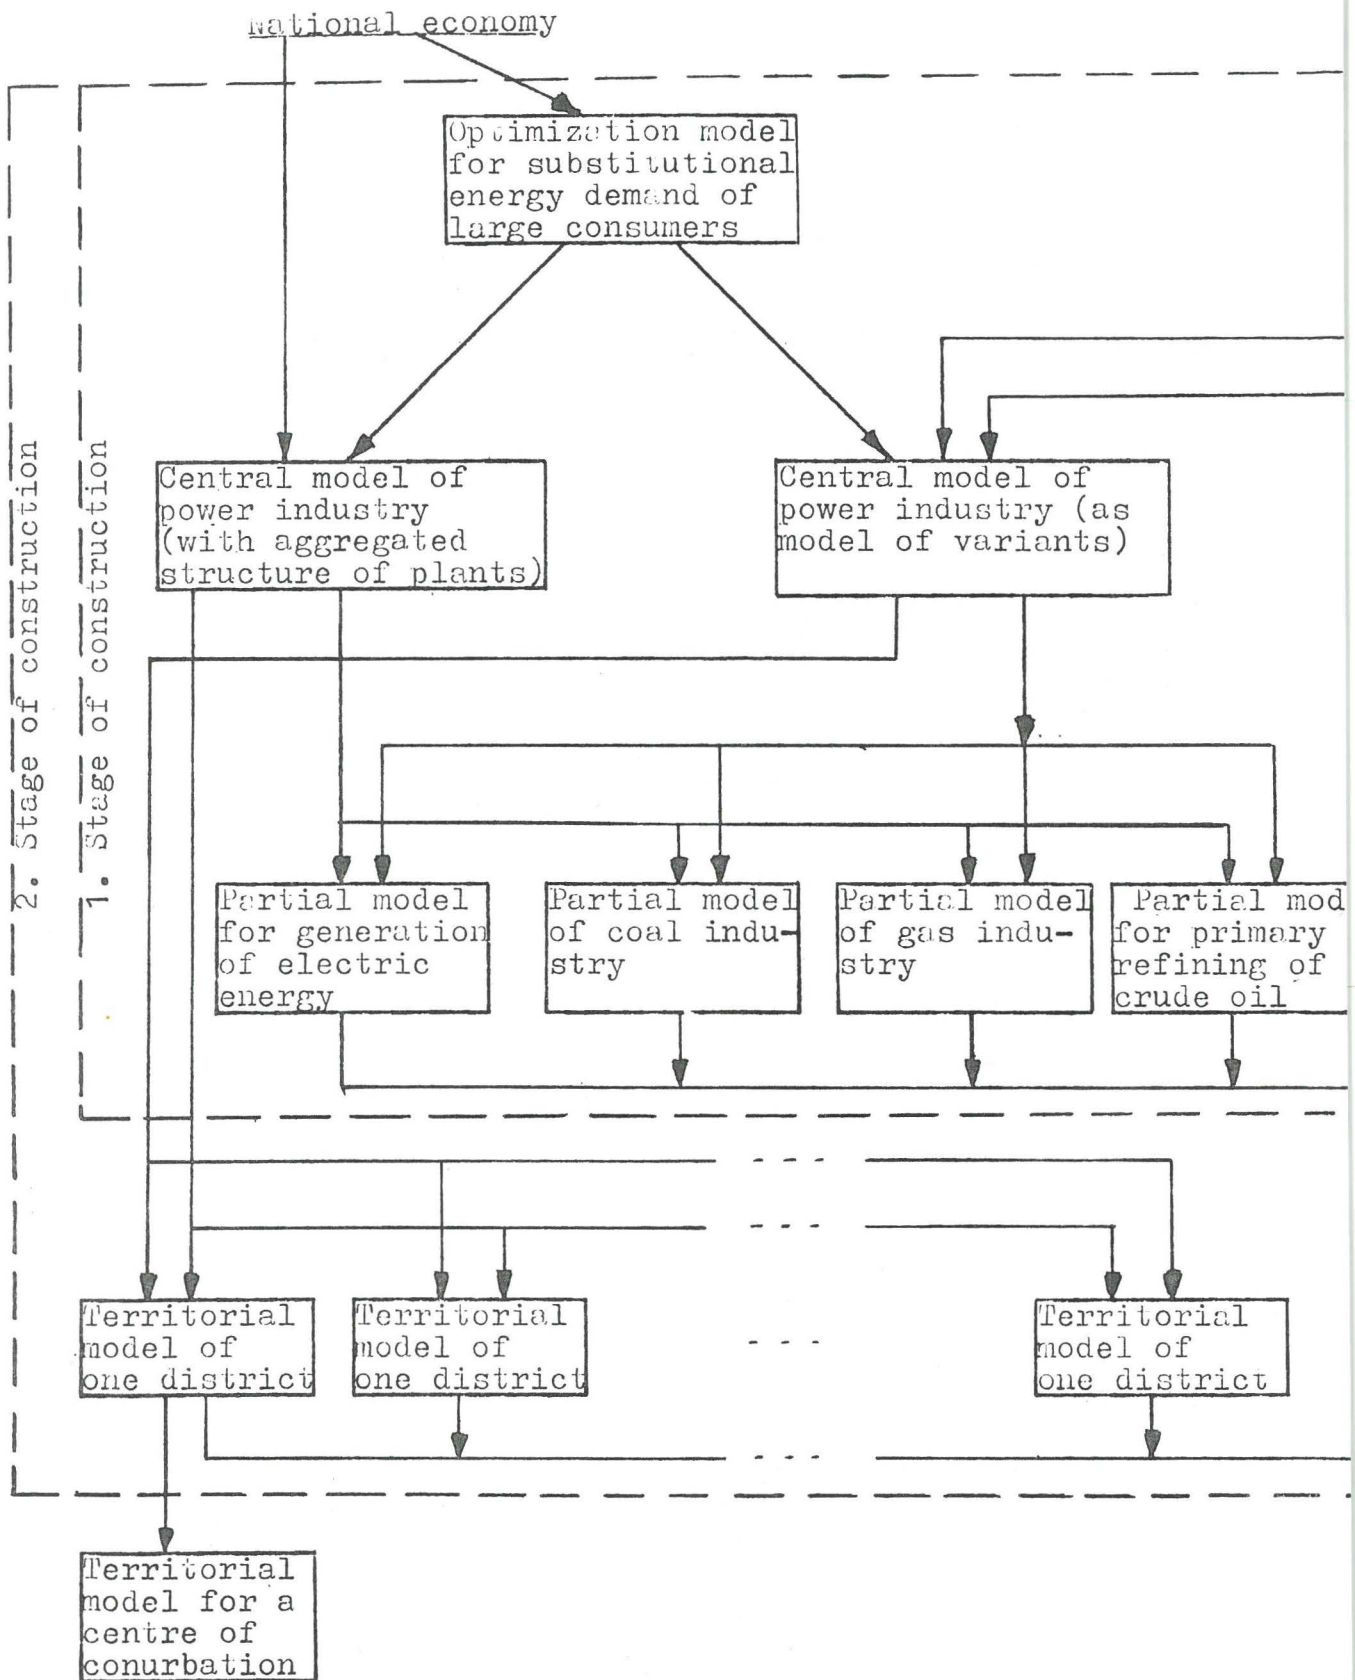 National economy
Optimization model
for substitutional
energy demand of
large consumers
2. Stage of construction
1. Stage of construction
Central model of
power industry
(with aggregated
structure of plants)
Central model of
power industry (as
model of variants)
Partial model
for generation
of electric
energy
Partial model
of coal indu-
stry
Partial model
of gas indu-
stry
Partial mod
for primary
refining of
crude oil
Territorial
model of
one district
Territorial
model of
one district
Territorial
model of
one district
Territorial
model for a
centre of
conurbation